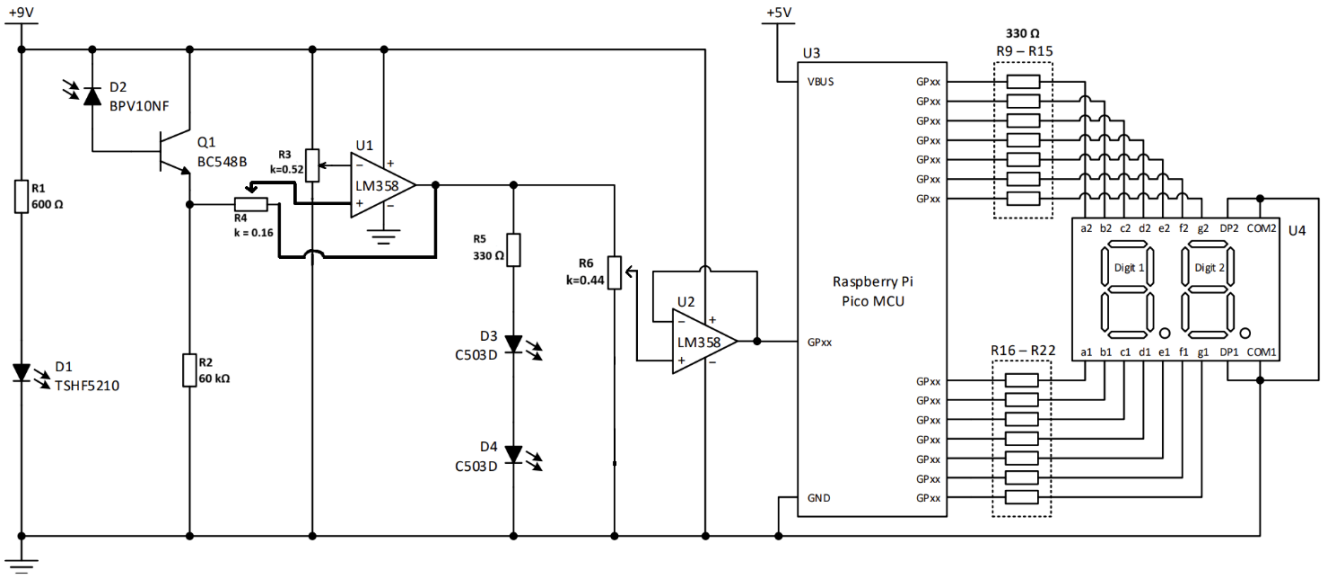 +9V
D2
BPV10NF
Q1
BC548B
R1
600 Ω
R3
k=0.52
U1
LM358
−
+
+
−
R4
k = 0.16
R5
330 Ω
R6
k=0.44
U2
LM358
−
+
+
−
D3
C503D
D4
C503D
D1
TSHF5210
R2
60 kΩ
+5V
U3
VBUS
Raspberry Pi
Pico MCU
GPxx
GND
GPxx
GPxx
GPxx
GPxx
GPxx
GPxx
GPxx
GPxx
GPxx
GPxx
GPxx
GPxx
GPxx
GPxx
330 Ω
R9 – R15
R16 – R22
a2 b2 c2 d2 e2 f2 g2 DP2 COM2
U4
Digit 1
Digit 2
a1 b1 c1 d1 e1 f1 g1 DP1 COM1